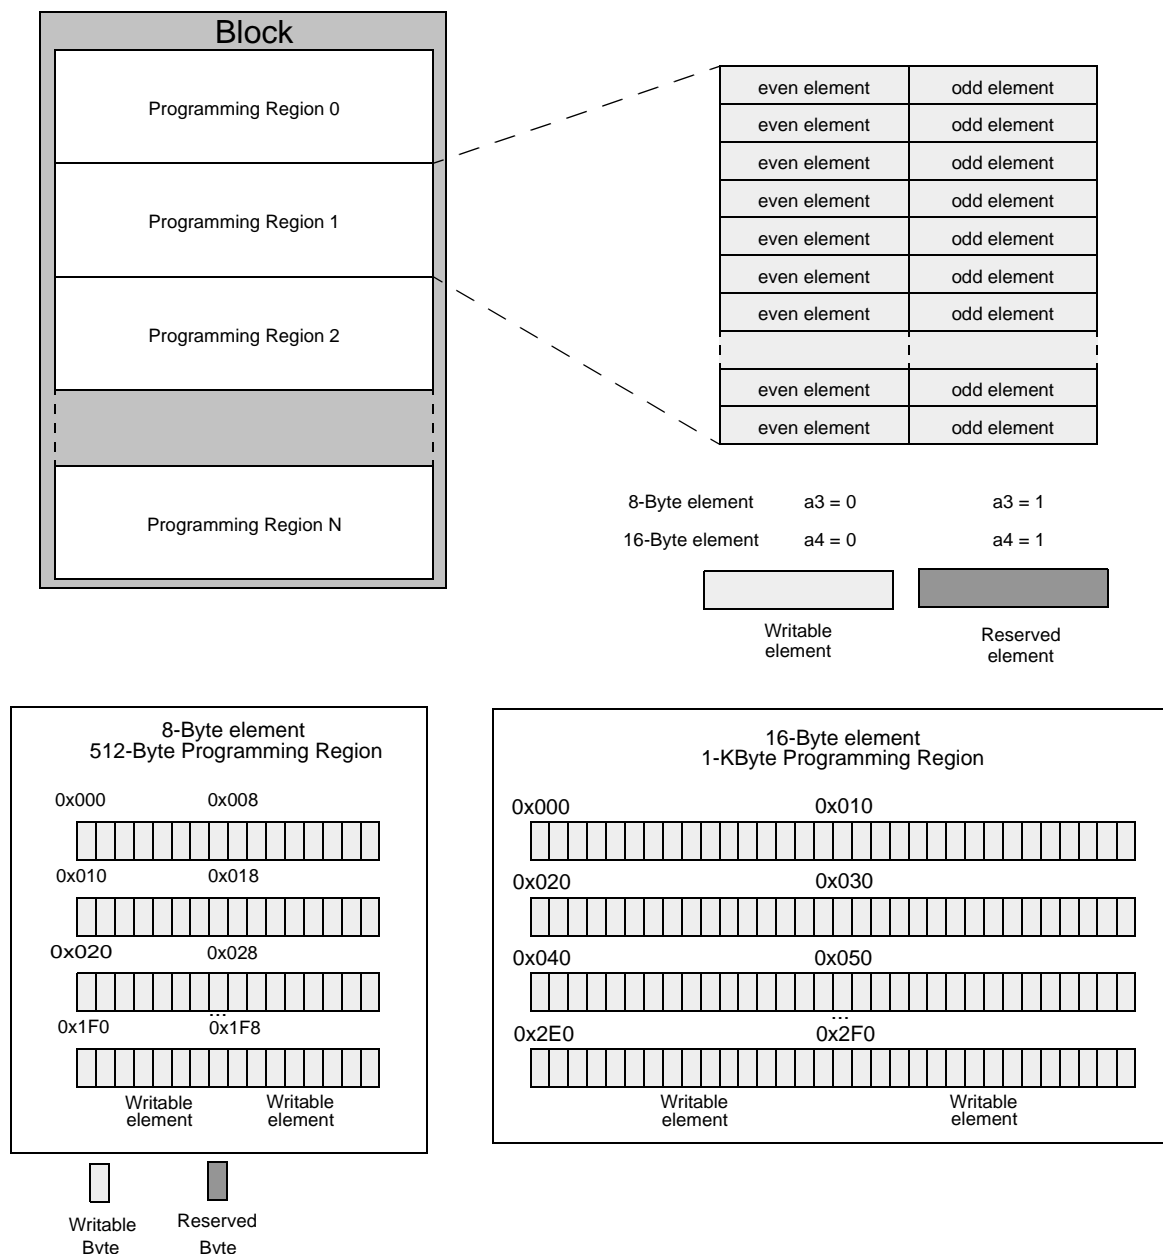 Block
Programming Region 0
Programming Region 1
Programming Region 2
Programming Region N
even element odd element
even element odd element
even element odd element
even element odd element
even element odd element
even element odd element
even element odd element
even element odd element
even element odd element
8-Byte element a3 = 0 a3 = 1
16-Byte element a4 = 0 a4 = 1
Writable
element
Reserved
element
8-Byte element
512-Byte Programming Region
0x000 0x008
0x010 0x018
0x020 0x028
...
0x1F0 0x1F8
Writable
element
Writable
element
16-Byte element
1-KByte Programming Region
0x000 0x010
0x020 0x030
0x040 0x050
...
0x2E0 0x2F0
Writable
element
Writable
element
Writable
Byte
Reserved
Byte